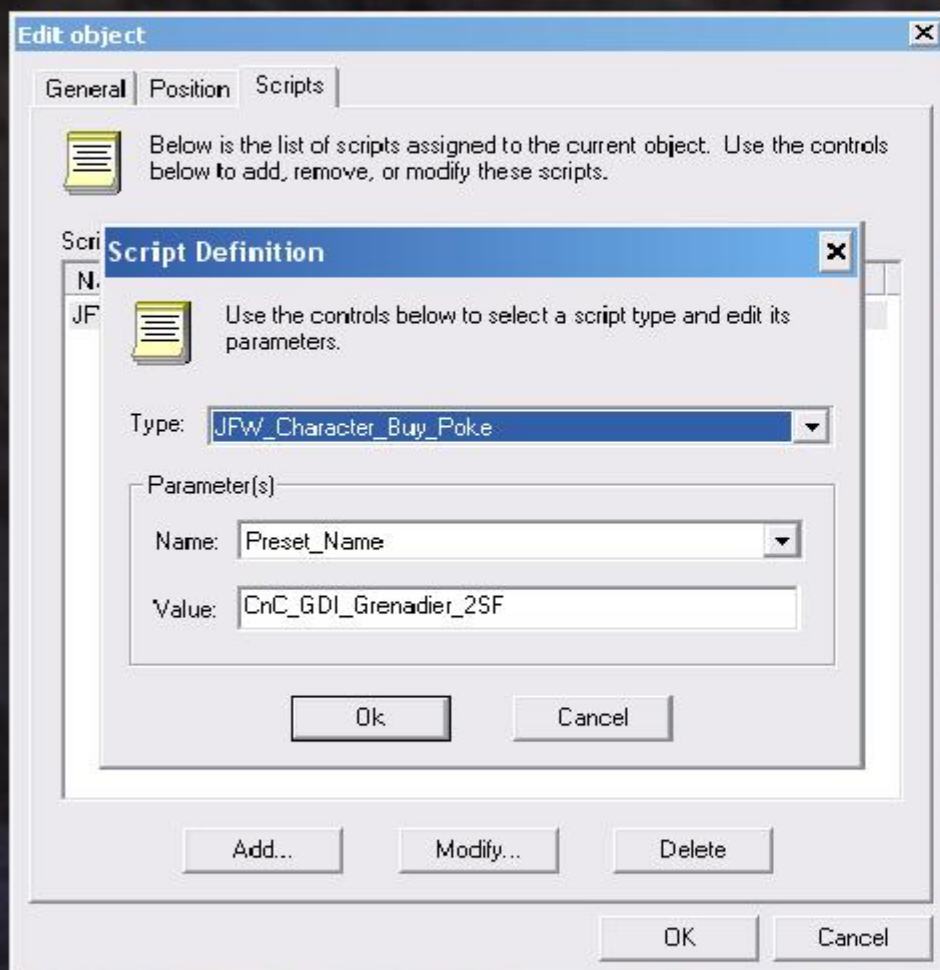 Edit object
General Position Scripts
Below is the list of scripts assigned to the current object. Use the controls
below to add, remove, or modify these scripts.
Script Definition
Use the controls below to select a script type and edit its
parameters.
Type: JFW_Character_Buy_Poke
Parameter(s)
Name: Preset_Name
Value: CnC_GDI_Grenadier_2SF
Ok Cancel
Add... Modify... Delete
OK Cancel